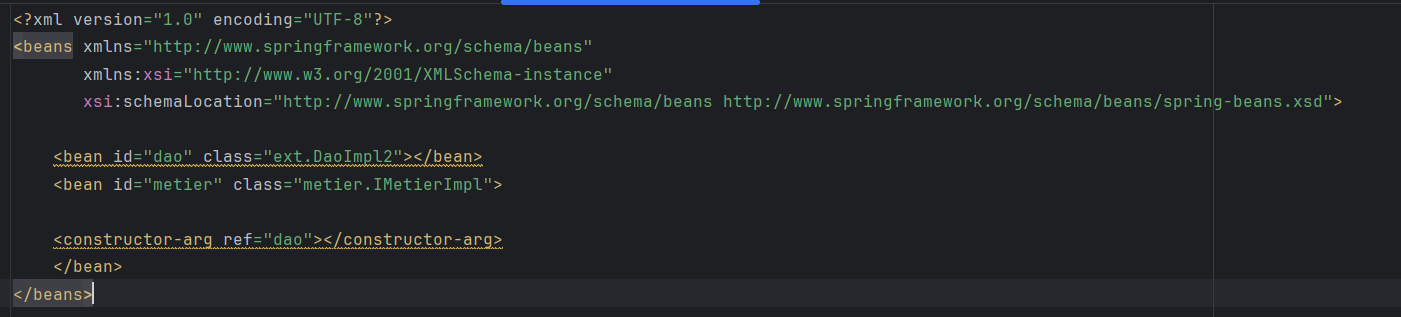 <?xml version="1.0" encoding="UTF-8"?>
<beans xmlns="http://www.springframework.org/schema/beans"
       xmlns:xsi="http://www.w3.org/2001/XMLSchema-instance"
       xsi:schemaLocation="http://www.springframework.org/schema/beans http://www.springframework.org/schema/beans/spring-beans.xsd">
    <bean id="dao" class="ext.DaoImpl2"></bean>
    <bean id="metier" class="metier.IMetierImpl">
    <constructor-arg ref="dao"></constructor-arg>
    </bean>
</beans>